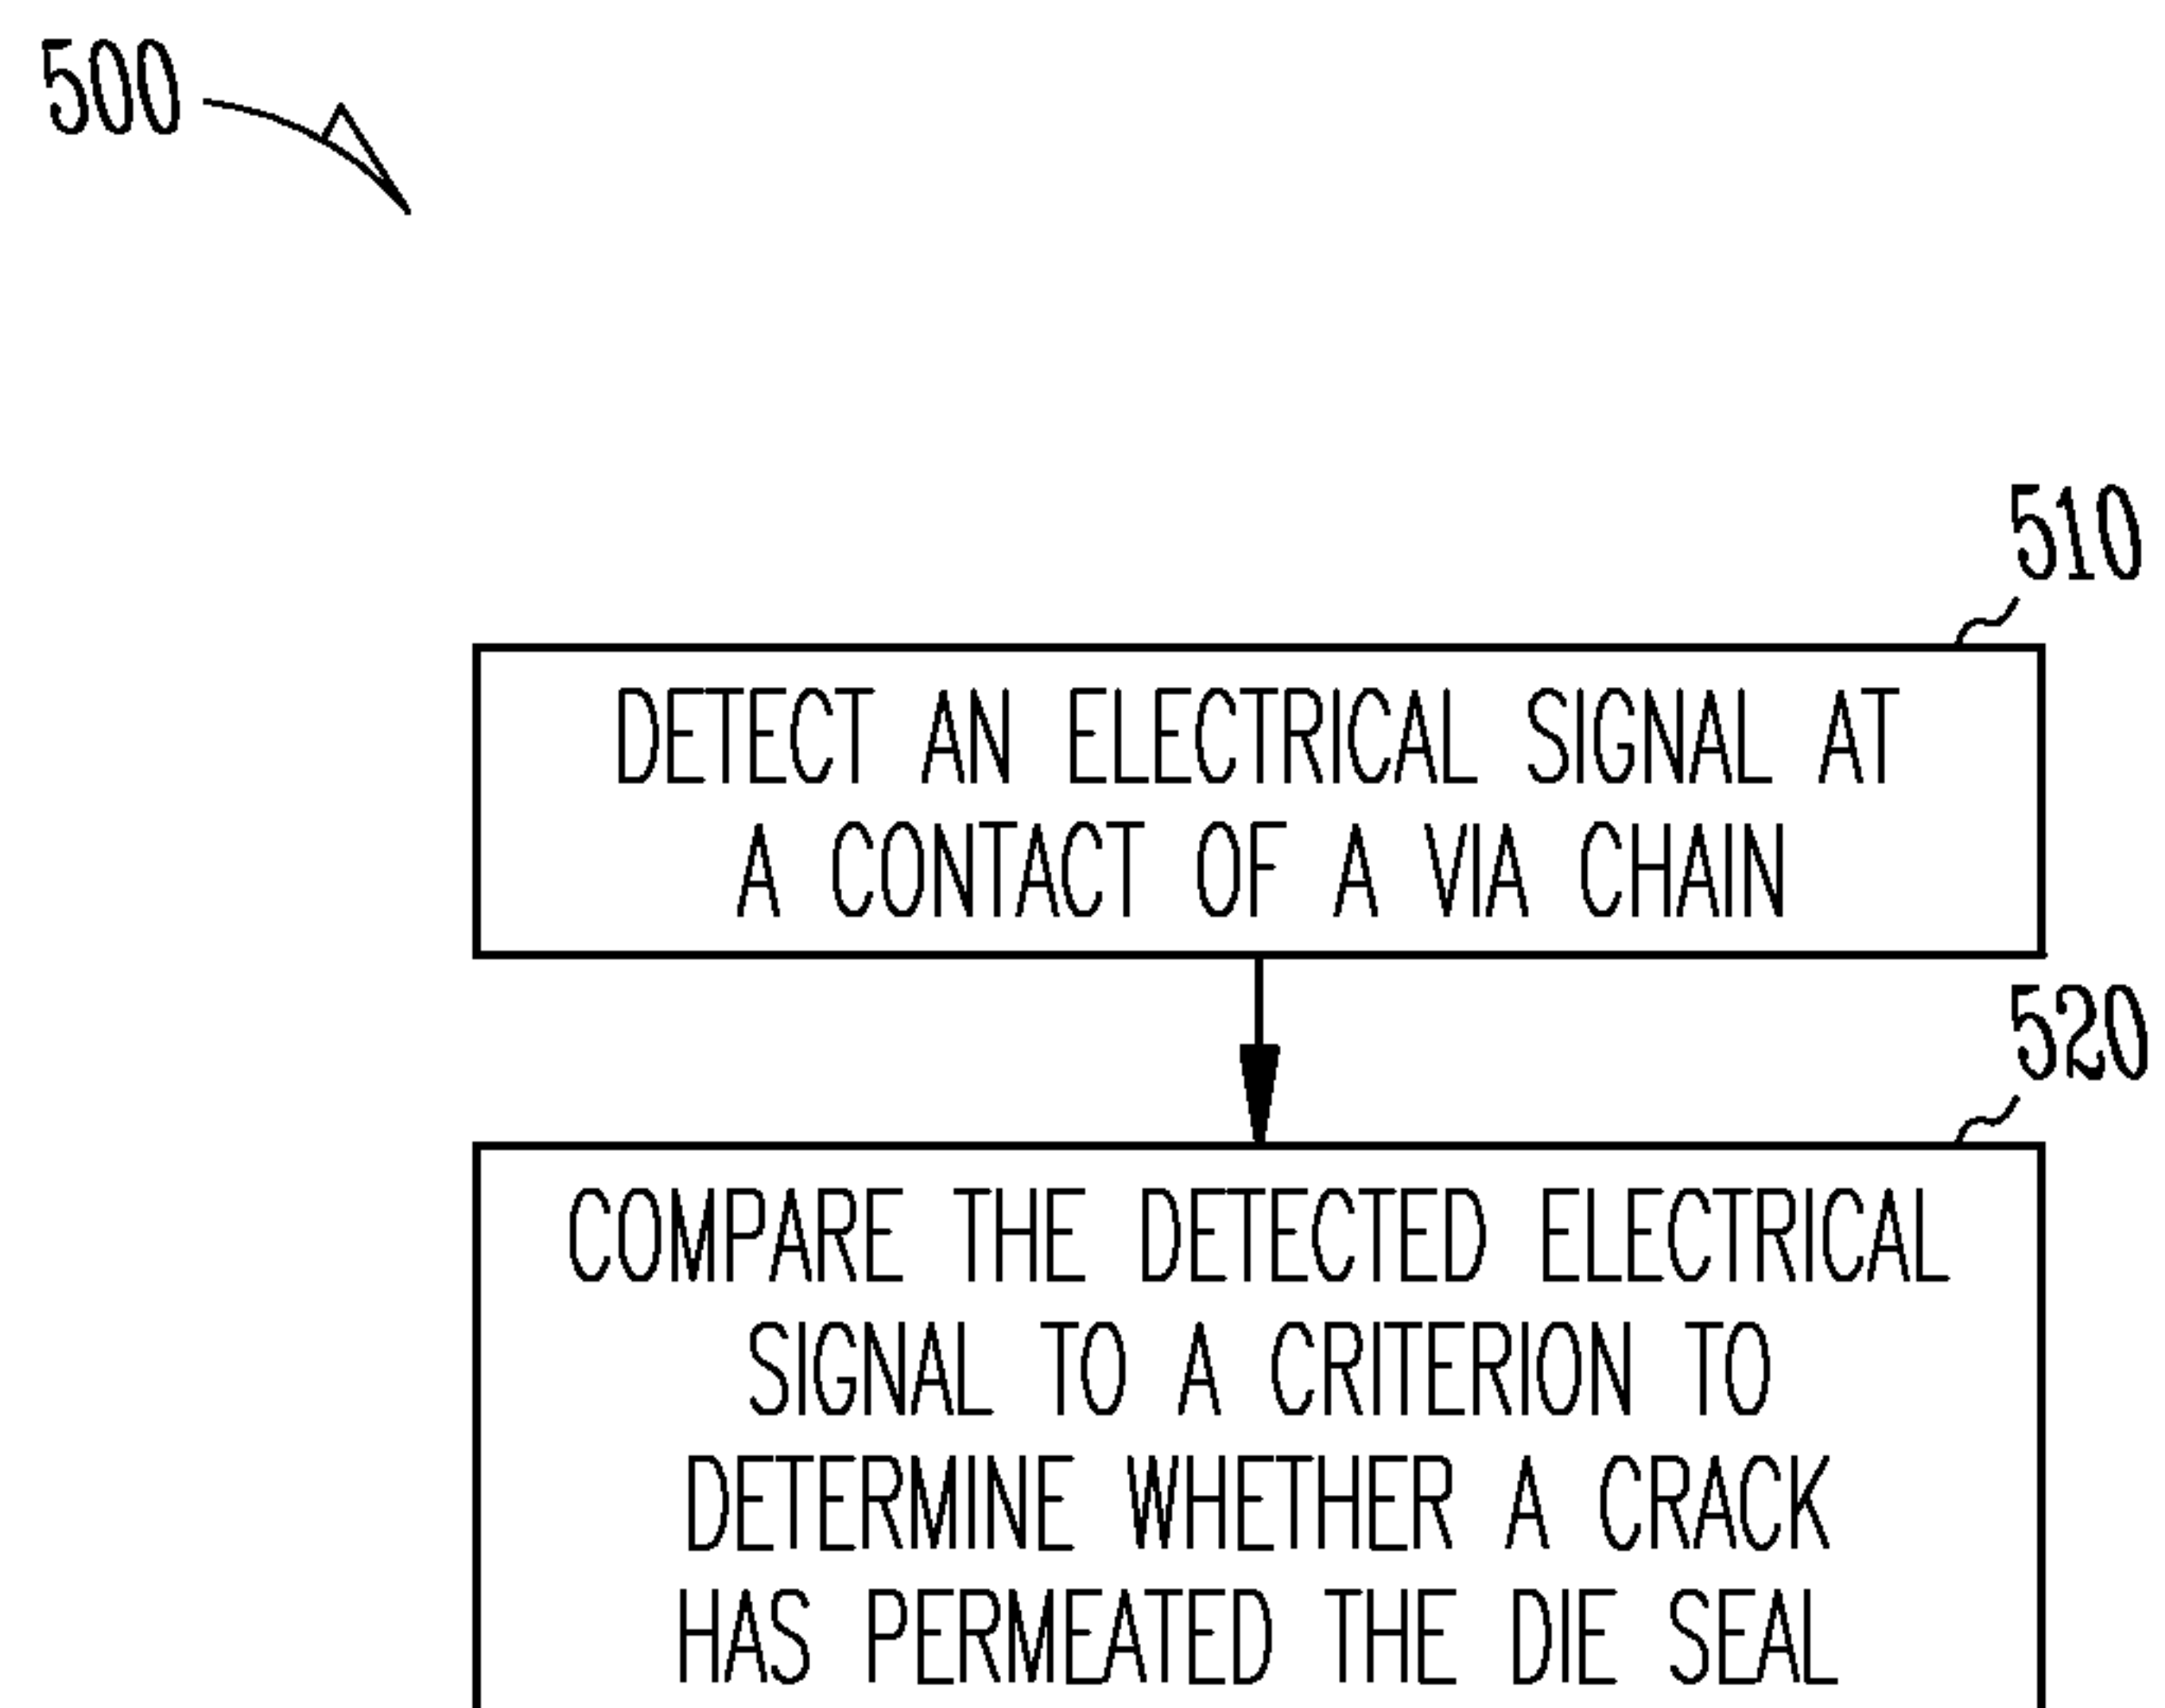 500
510
DETECT AN ELECTRICAL SIGNAL AT
A CONTACT OF A VIA CHAIN
520
COMPARE THE DETECTED ELECTRICAL
SIGNAL TO A CRITERION TO
DETERMINE WHETHER A CRACK
HAS PERMEATED THE DIE SEAL